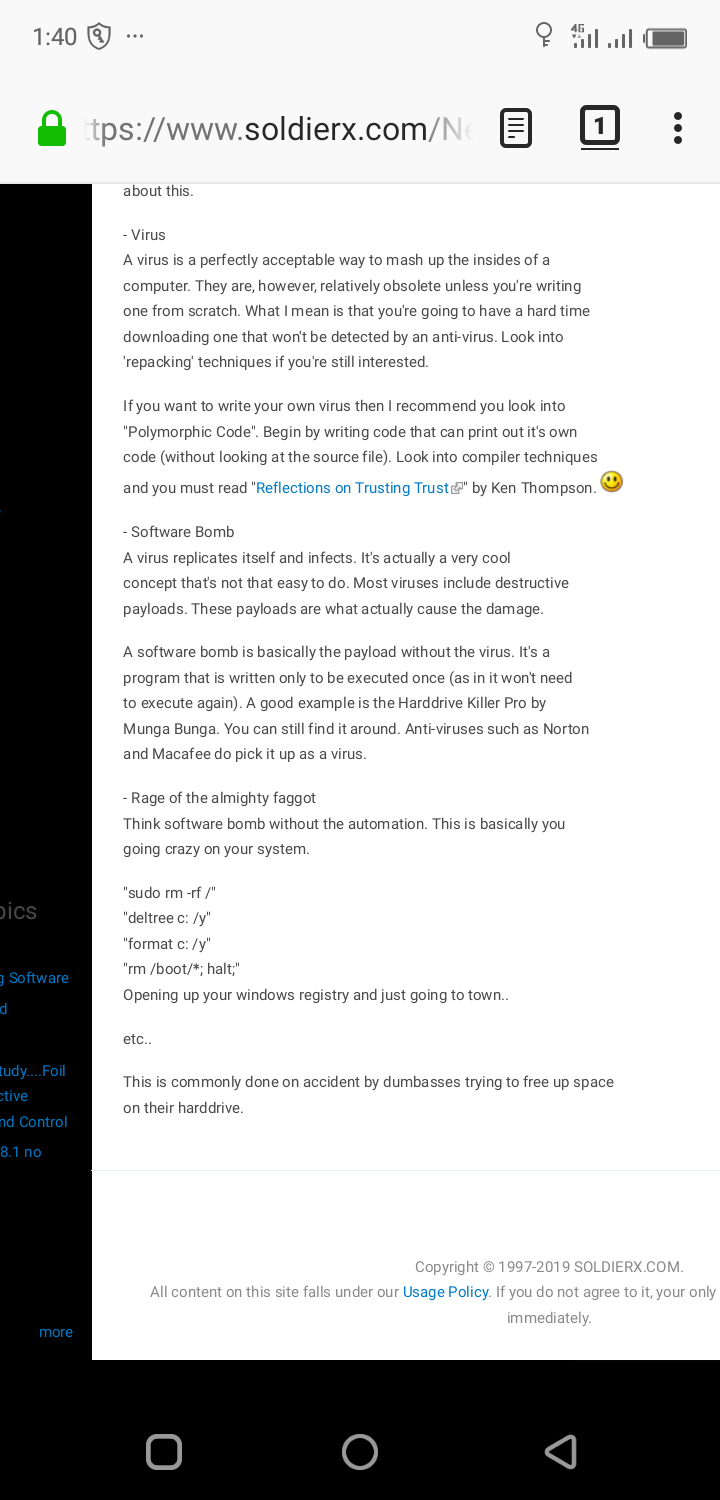 1:40
4G
ttps://www.soldierx.com/Ne
1
about this.
- Virus
A virus is a perfectly acceptable way to mash up the insides of a
computer. They are, however, relatively obsolete unless you're writing
one from scratch. What I mean is that you're going to have a hard time
downloading one that won't be detected by an anti-virus. Look into
'repacking' techniques if you're still interested.
If you want to write your own virus then I recommend you look into
"Polymorphic Code". Begin by writing code that can print out it's own
code (without looking at the source file). Look into compiler techniques
and you must read "Reflections on Trusting Trust" by Ken Thompson.
- Software Bomb
A virus replicates itself and infects. It's actually a very cool
concept that's not that easy to do. Most viruses include destructive
payloads. These payloads are what actually cause the damage.
A software bomb is basically the payload without the virus. It's a
program that is written only to be executed once (as in it won't need
to execute again). A good example is the Harddrive Killer Pro by
Munga Bunga. You can still find it around. Anti-viruses such as Norton
and Macafee do pick it up as a virus.
- Rage of the almighty faggot
Think software bomb without the automation. This is basically you
going crazy on your system.
"sudo rm -rf /"
"deltree c: /y"
"format c: /y"
"rm /boot/*; halt;"
Opening up your windows registry and just going to town..
etc..
This is commonly done on accident by dumbasses trying to free up space
on their harddrive.
pics
g Software
d
tudy....Foil
ctive
nd Control
8.1 no
more
Copyright © 1997-2019 SOLDIERX.COM.
All content on this site falls under our Usage Policy. If you do not agree to it, your only
immediately.